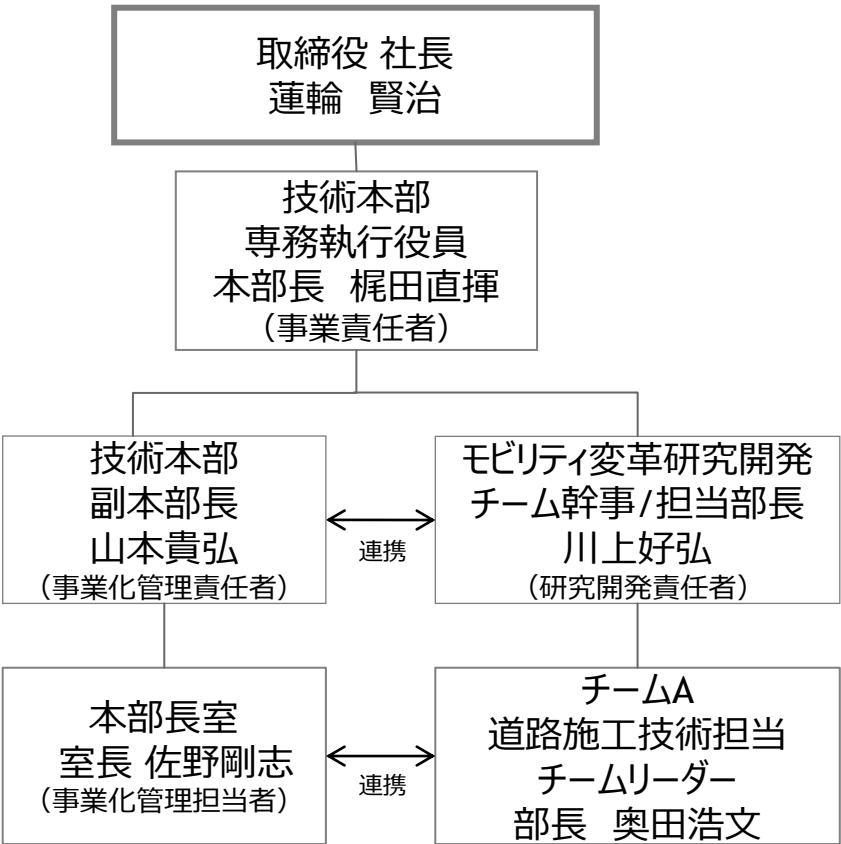 取締役 社長
蓮輪 賢治
技術本部
専務執行役員
本部長 梶田直揮
（事業責任者）
技術本部
副本部長
山本貴弘
（事業化管理責任者）
連携
モビリティ変革研究開発
チーム幹事/担当部長
川上好弘
（研究開発責任者）
本部長室
室長 佐野剛志
（事業化管理担当者）
連携
チームA
道路施工技術担当
チームリーダー
部長 奥田浩文